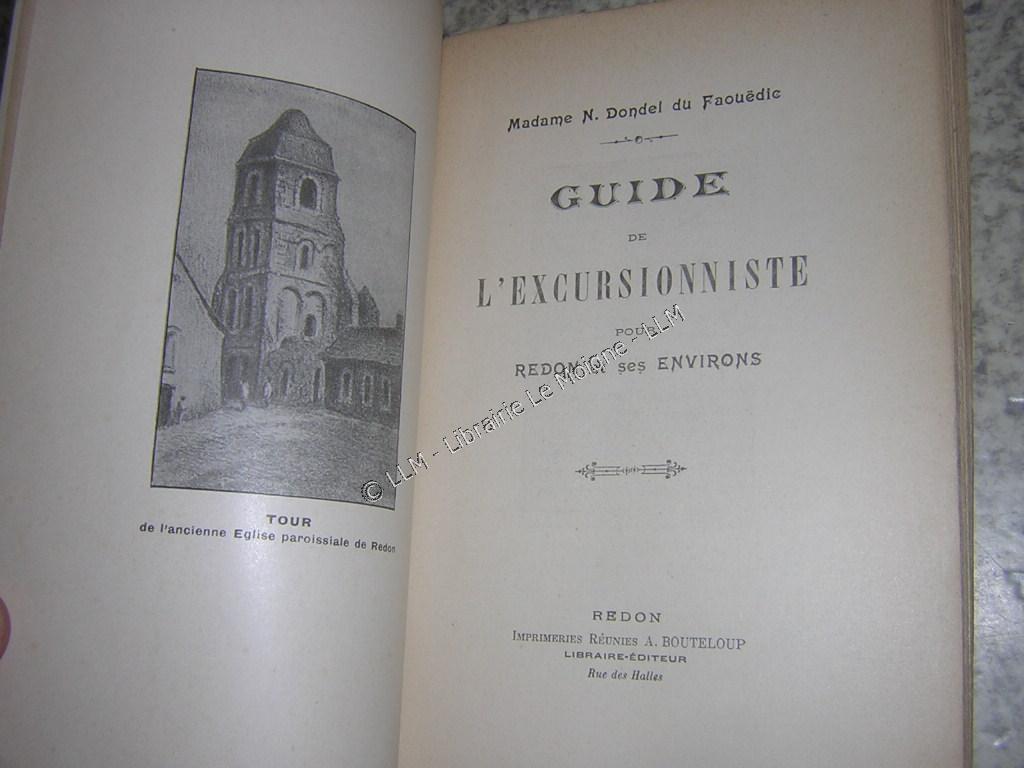 TOUR
de l'ancienne Eglise paroissiale de Redon
Madame N. Dondel du Faouëdic
GUIDE
DE
L'EXCURSIONNISTE
POUR
REDON et ses ENVIRONS
REDON
IMPRIMERIES RÉUNIES A. BOUTELOUP
LIBRAIRE-ÉDITEUR
Rue des Halles
© LLM - Librairie Le Moigne - LLM